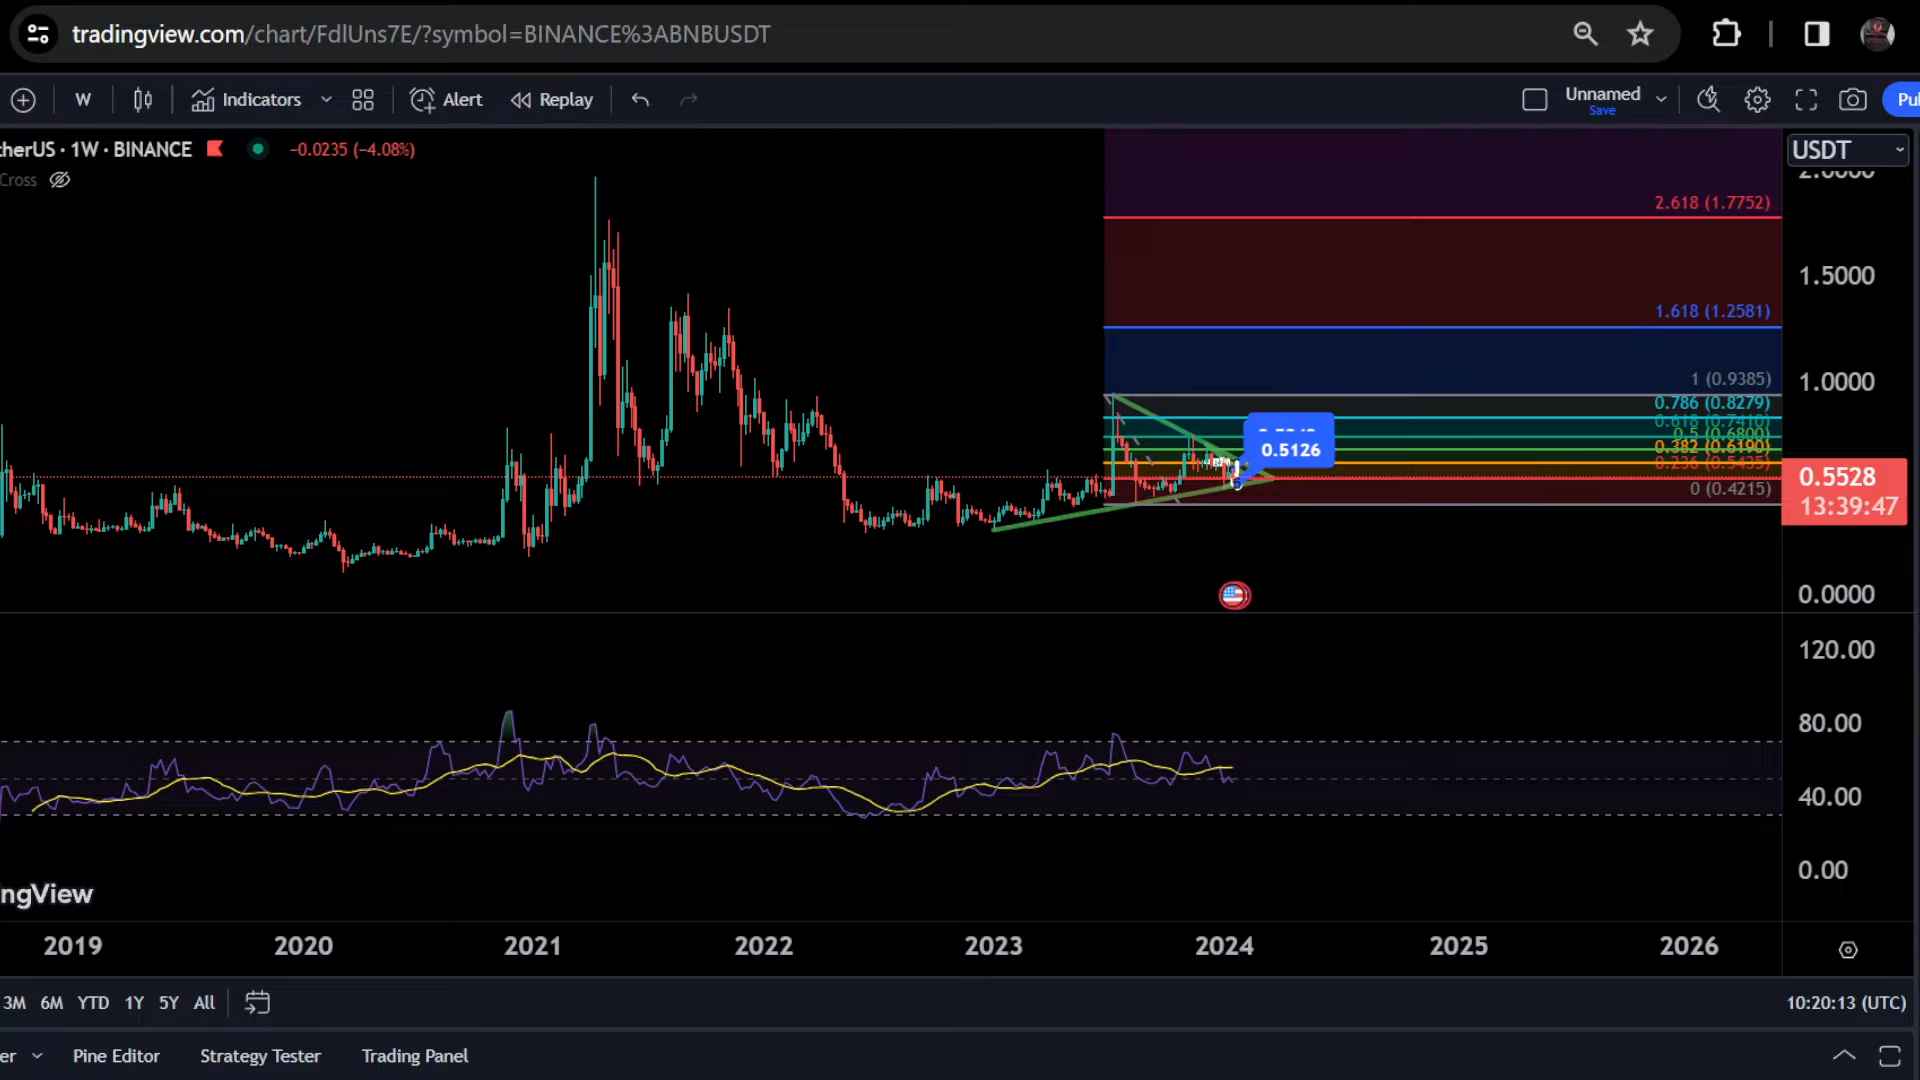 tradingview.com/chart/FdlUns7E/?symbol=BINANCE%3ABNBUSDT
W Indicators Alert Replay Unnamed Save Pul
therUS · 1W · BINANCE −0.0235 (−4.08%)
Cross
USDT
2.0000
2.618 (1.7752)
1.5000
1.618 (1.2581)
1 (0.9385)
1.0000
0.786 (0.8279)
0.618 (0.7410)
0.5 (0.6800)
0.382 (0.6190)
0.236 (0.5435)
0 (0.4215)
0.5126
0.5528
13:39:47
0.0000
120.00
80.00
40.00
0.00
ngView
2019 2020 2021 2022 2023 2024 2025 2026
3M 6M YTD 1Y 5Y All 10:20:13 (UTC)
er Pine Editor Strategy Tester Trading Panel